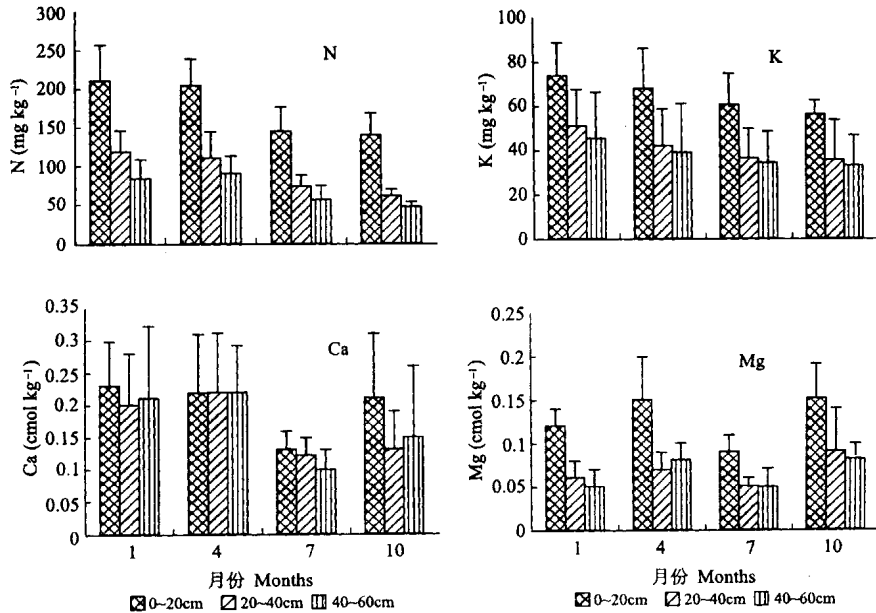 300
250
200
150
100
50
0
N (mg kg⁻¹)
N
100
80
60
40
20
0
K (mg kg⁻¹)
K
0.35
0.3
0.25
0.2
0.15
0.1
0.05
0
Ca (cmol kg⁻¹)
Ca
1 4 7 10
月份 Months
0~20cm 20~40cm 40~60cm
0.25
0.2
0.15
0.1
0.05
0
Mg (cmol kg⁻¹)
Mg
1 4 7 10
月份 Months
0~20cm 20~40cm 40~60cm